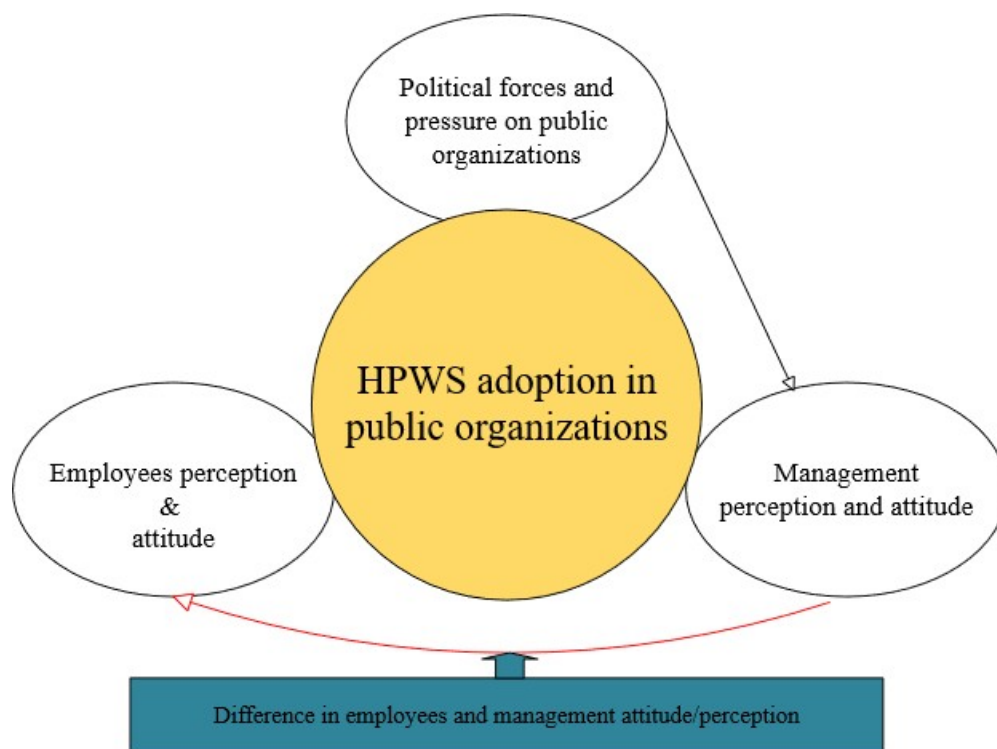 Political forces and
pressure on public
organizations
HPWS adoption in
public organizations
Employees perception
&
attitude
Management
perception and attitude
Difference in employees and management attitude/perception